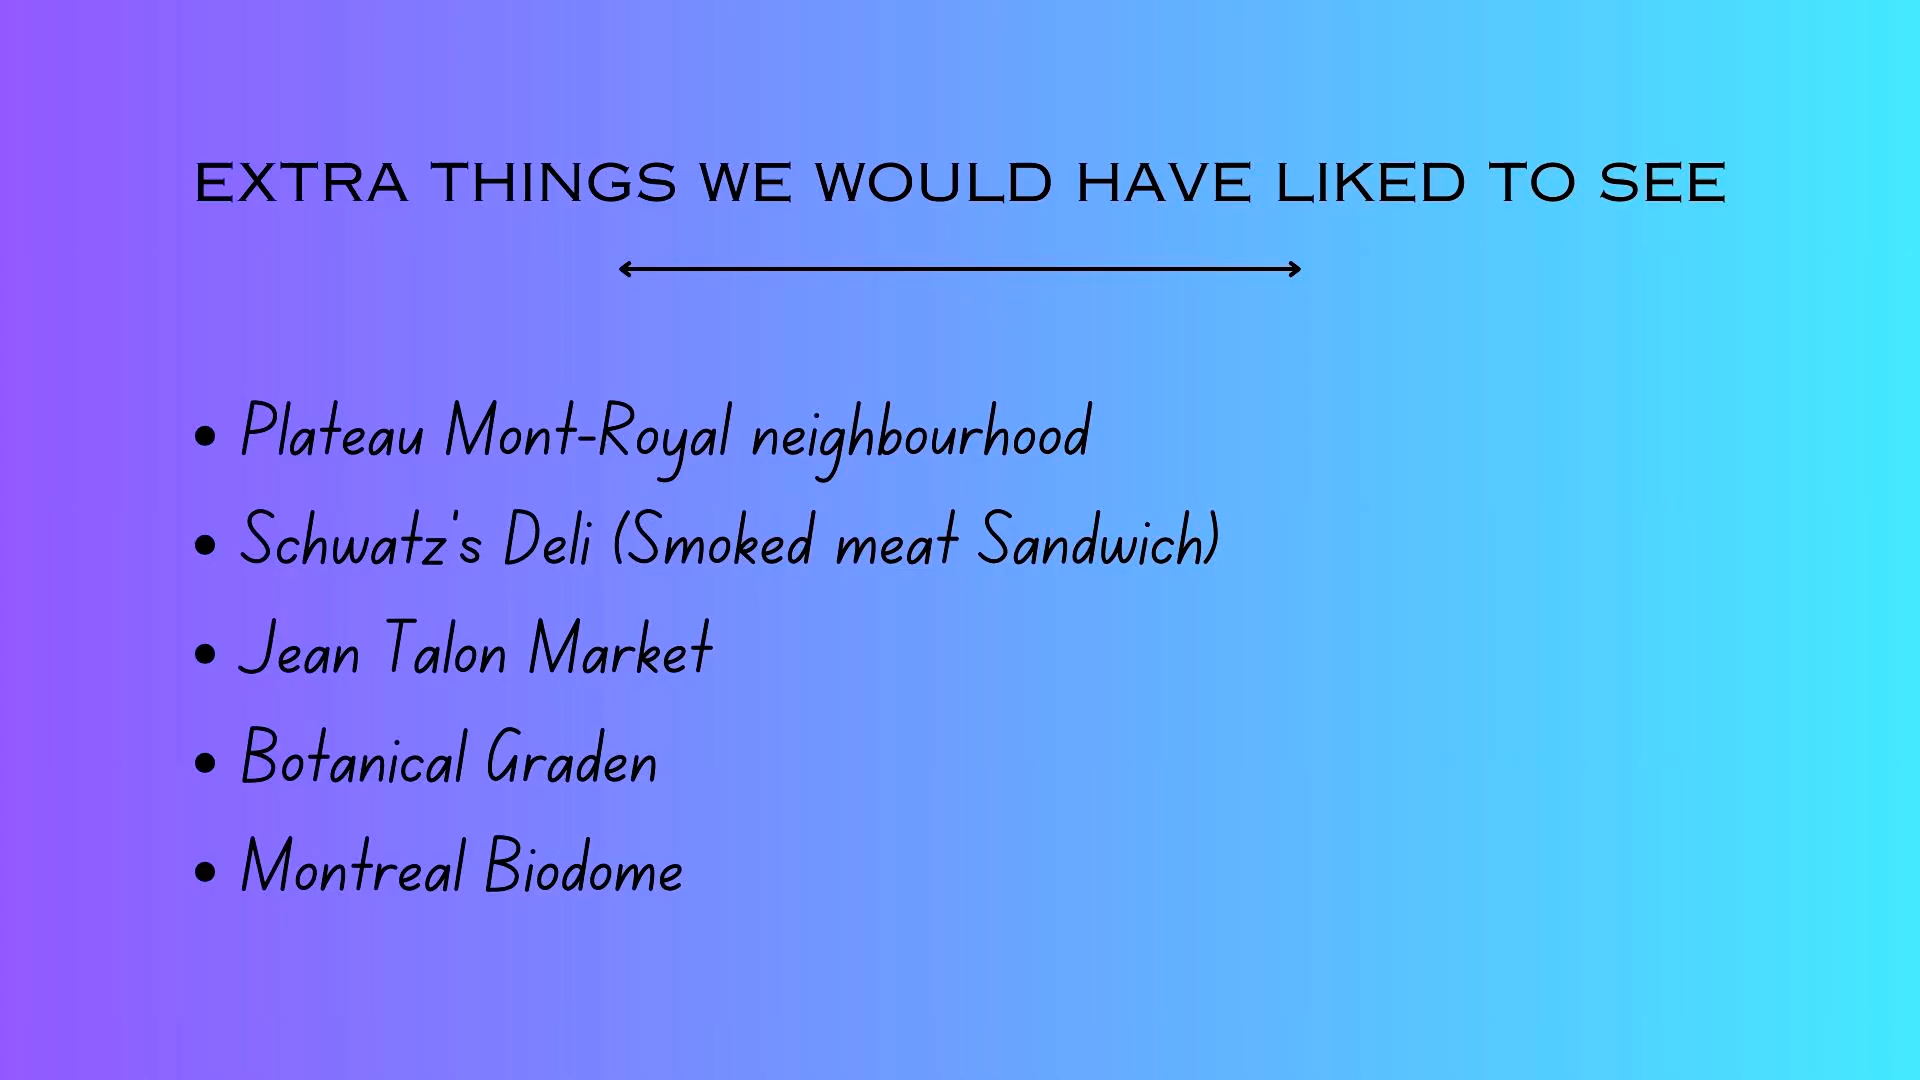 EXTRA THINGS WE WOULD HAVE LIKED TO SEE
• Plateau Mont-Royal neighbourhood
• Schwatz's Deli (Smoked meat Sandwich)
• Jean Talon Market
• Botanical Graden
• Montreal Biodome